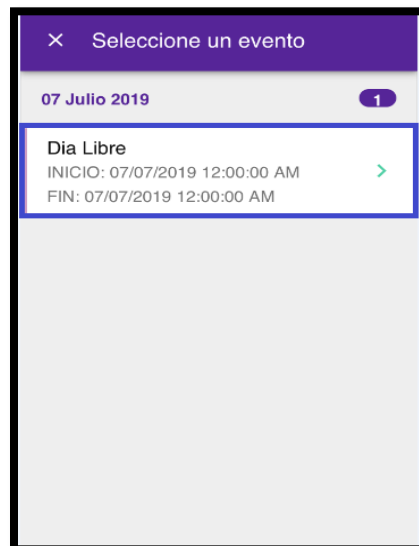 × Seleccione un evento
07 Julio 2019 1
Dia Libre
INICIO: 07/07/2019 12:00:00 AM
FIN: 07/07/2019 12:00:00 AM